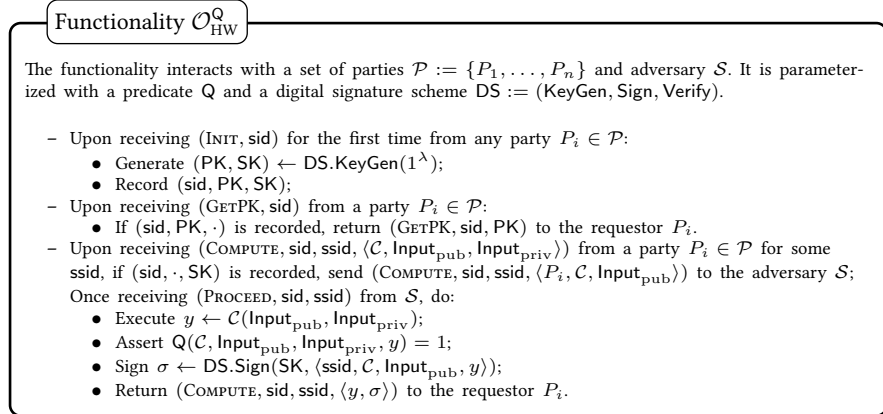 Functionality 𝒪_HW^Q
The functionality interacts with a set of parties 𝒫 := {P_1, . . . , P_n} and adversary 𝒮. It is parameter-
ized with a predicate Q and a digital signature scheme DS := (KeyGen, Sign, Verify).
– Upon receiving (INIT, sid) for the first time from any party P_i ∈ 𝒫:
• Generate (PK, SK) ← DS.KeyGen(1^λ);
• Record (sid, PK, SK);
– Upon receiving (GETPK, sid) from a party P_i ∈ 𝒫:
• If (sid, PK, ·) is recorded, return (GETPK, sid, PK) to the requestor P_i.
– Upon receiving (COMPUTE, sid, ssid, ⟨𝒞, Input_pub, Input_priv⟩) from a party P_i ∈ 𝒫 for some
ssid, if (sid, ·, SK) is recorded, send (COMPUTE, sid, ssid, ⟨P_i, 𝒞, Input_pub⟩) to the adversary 𝒮;
Once receiving (PROCEED, sid, ssid) from 𝒮, do:
• Execute y ← 𝒞(Input_pub, Input_priv);
• Assert Q(𝒞, Input_pub, Input_priv, y) = 1;
• Sign σ ← DS.Sign(SK, ⟨ssid, 𝒞, Input_pub, y⟩);
• Return (COMPUTE, sid, ssid, ⟨y, σ⟩) to the requestor P_i.